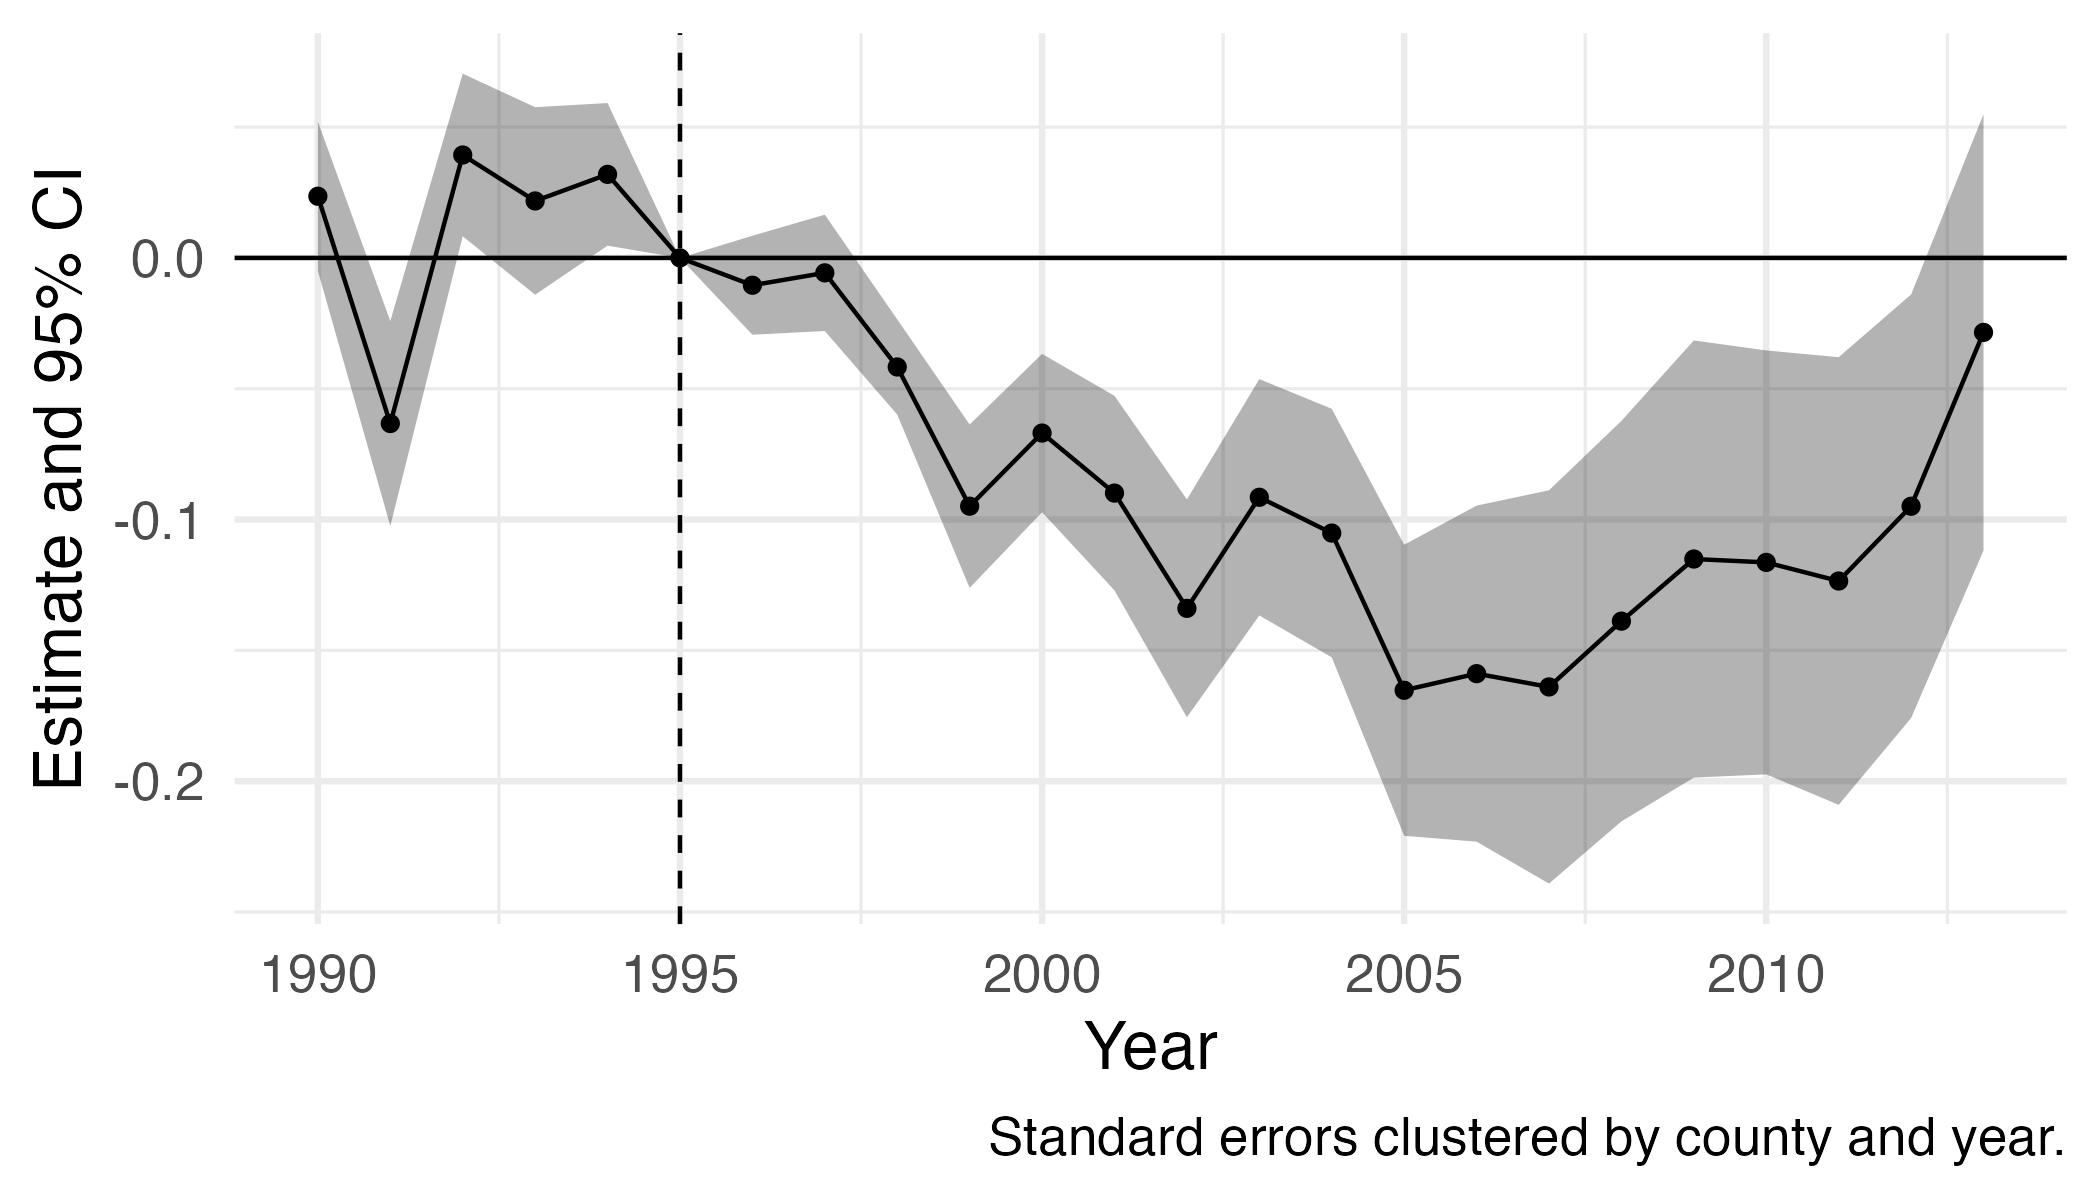 Estimate and 95% CI
0.0
-0.1
-0.2
1990 1995 2000 2005 2010
Year
Standard errors clustered by county and year.